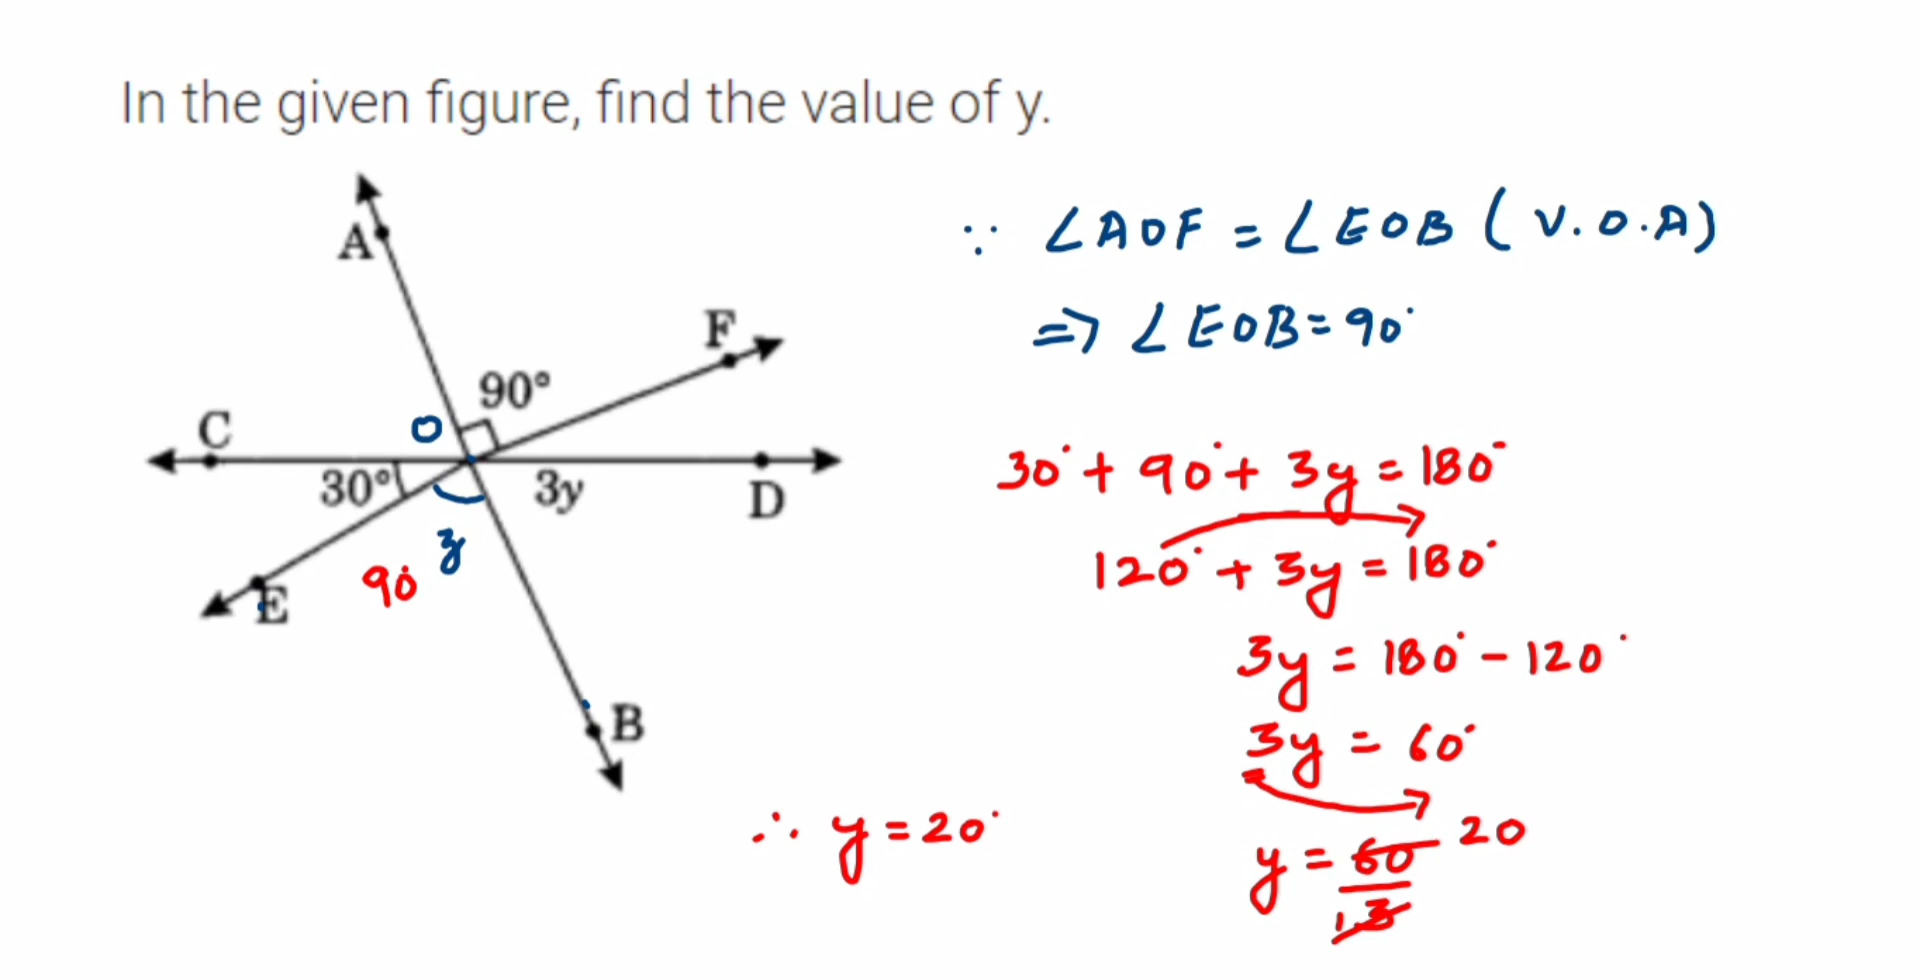 In the given figure, find the value of y.
A
F
90°
C
O
30°
3y
D
z
90°
E
B
∵ ∠AOF = ∠EOB (V.O.A)
⇒ ∠EOB = 90°
30° + 90° + 3y = 180°
120° + 3y = 180°
3y = 180° - 120°
3y = 60°
y = 60/3 20
1
∴ y = 20°